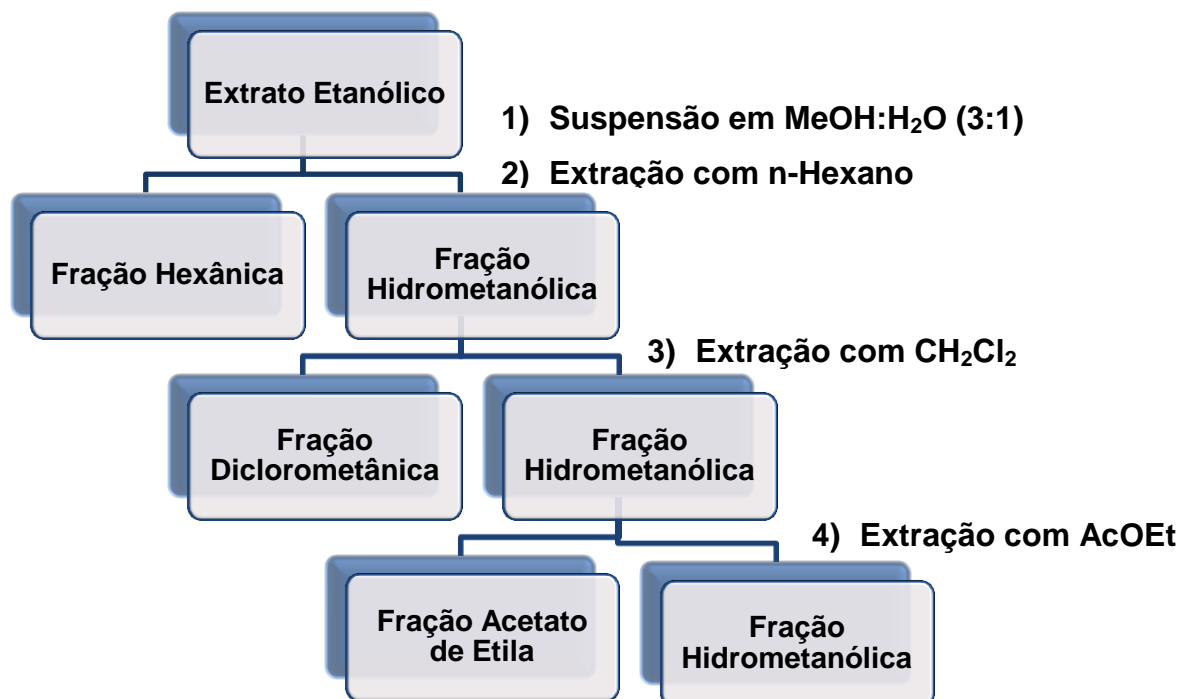 Extrato Etanólico
1) Suspensão em MeOH:H₂O (3:1)
2) Extração com n-Hexano
Fração Hexânica
Fração
Hidrometanólica
3) Extração com CH₂Cl₂
Fração
Diclorometânica
Fração
Hidrometanólica
4) Extração com AcOEt
Fração Acetato
de Etila
Fração
Hidrometanólica